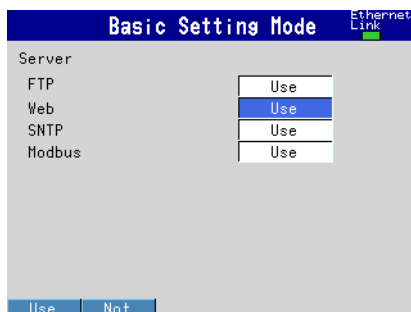 Basic Setting Mode
Ethernet
Link
Server
FTP Use
Web Use
SNTP Use
Modbus Use
Use Not